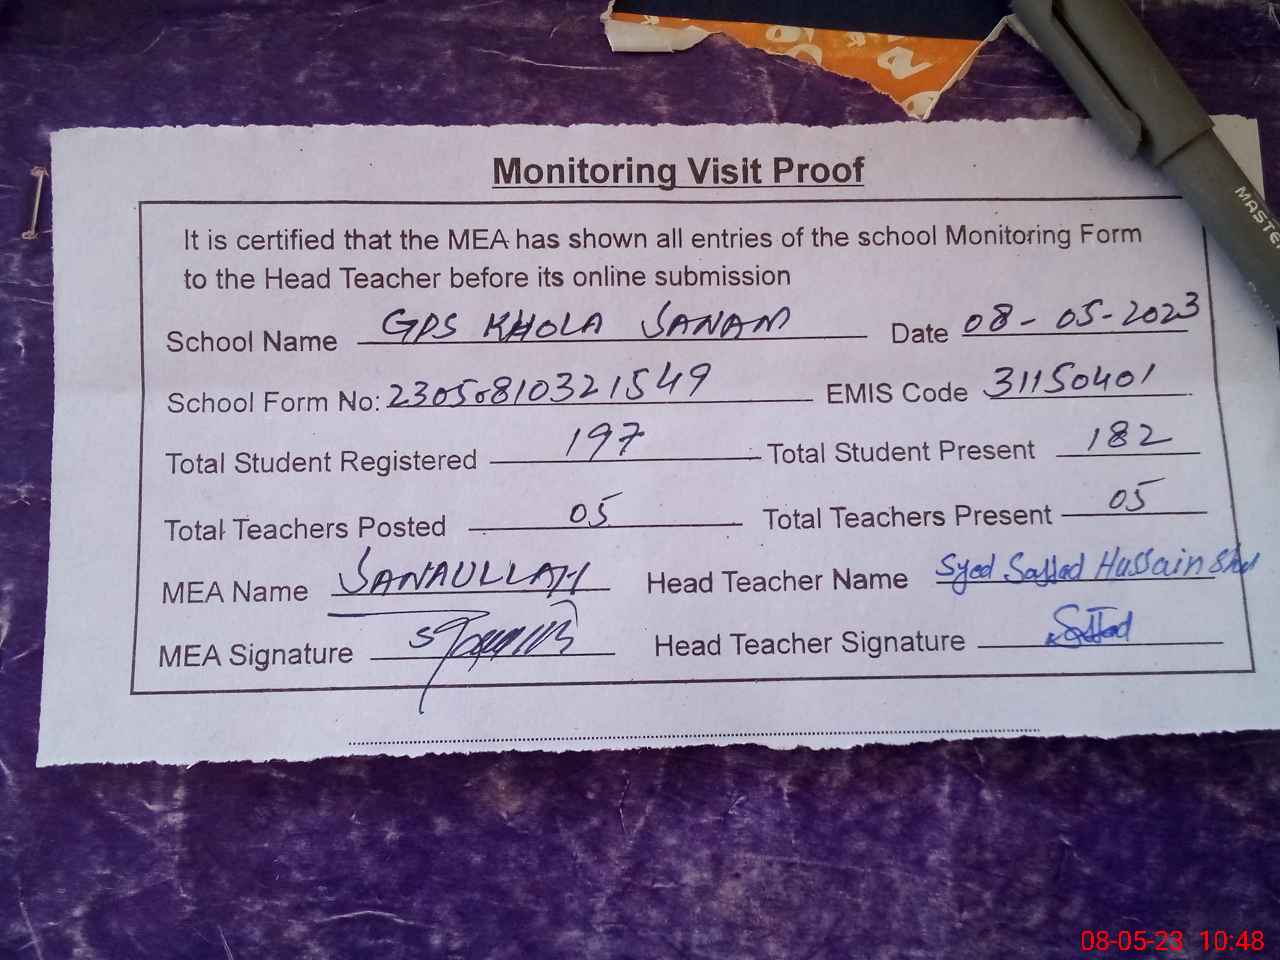 Monitoring Visit Proof
It is certified that the MEA has shown all entries of the school Monitoring Form
to the Head Teacher before its online submission
School Name GPS KHOLA SANAM Date 08-05-2023
School Form No: 23050810321549 EMIS Code 31150401
Total Student Registered 197 Total Student Present 182
Total Teachers Posted 05 Total Teachers Present 05
MEA Name SANAULLAH Head Teacher Name Syed Sajjad Hussain Shah
MEA Signature Head Teacher Signature
MASTE
08-05-23 10:48